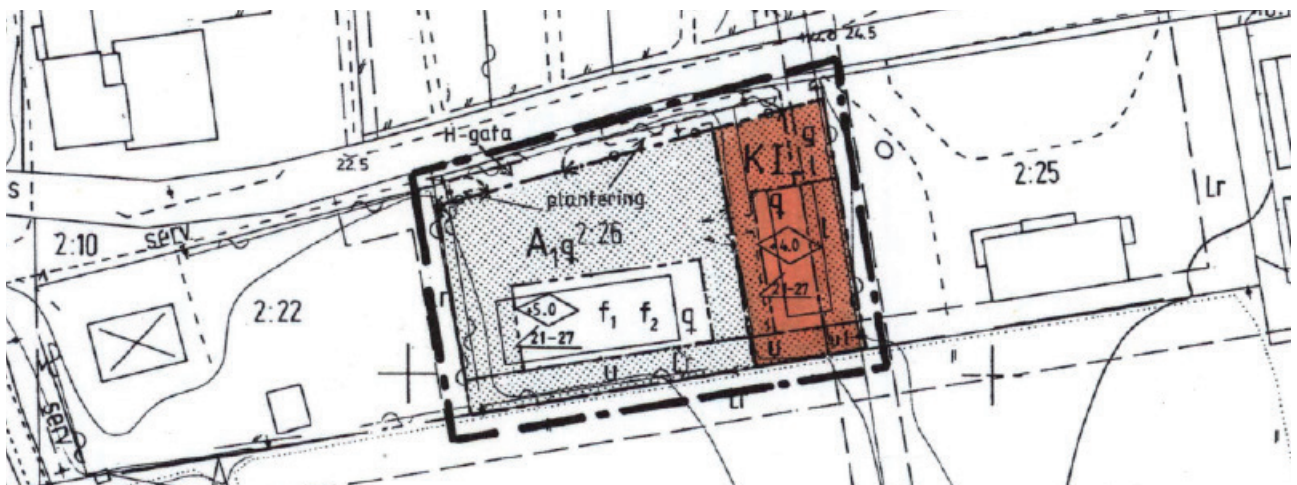 24.5
H-gata
22.5
S
plantering
K I
g
r
l
q
A₁q 2:26
2:25
Lr
2:10
serv
2:22
r
+4.0
21-27
+5.0
21-27
f₁ f₂ q
u
Lr
u
Lr
serv